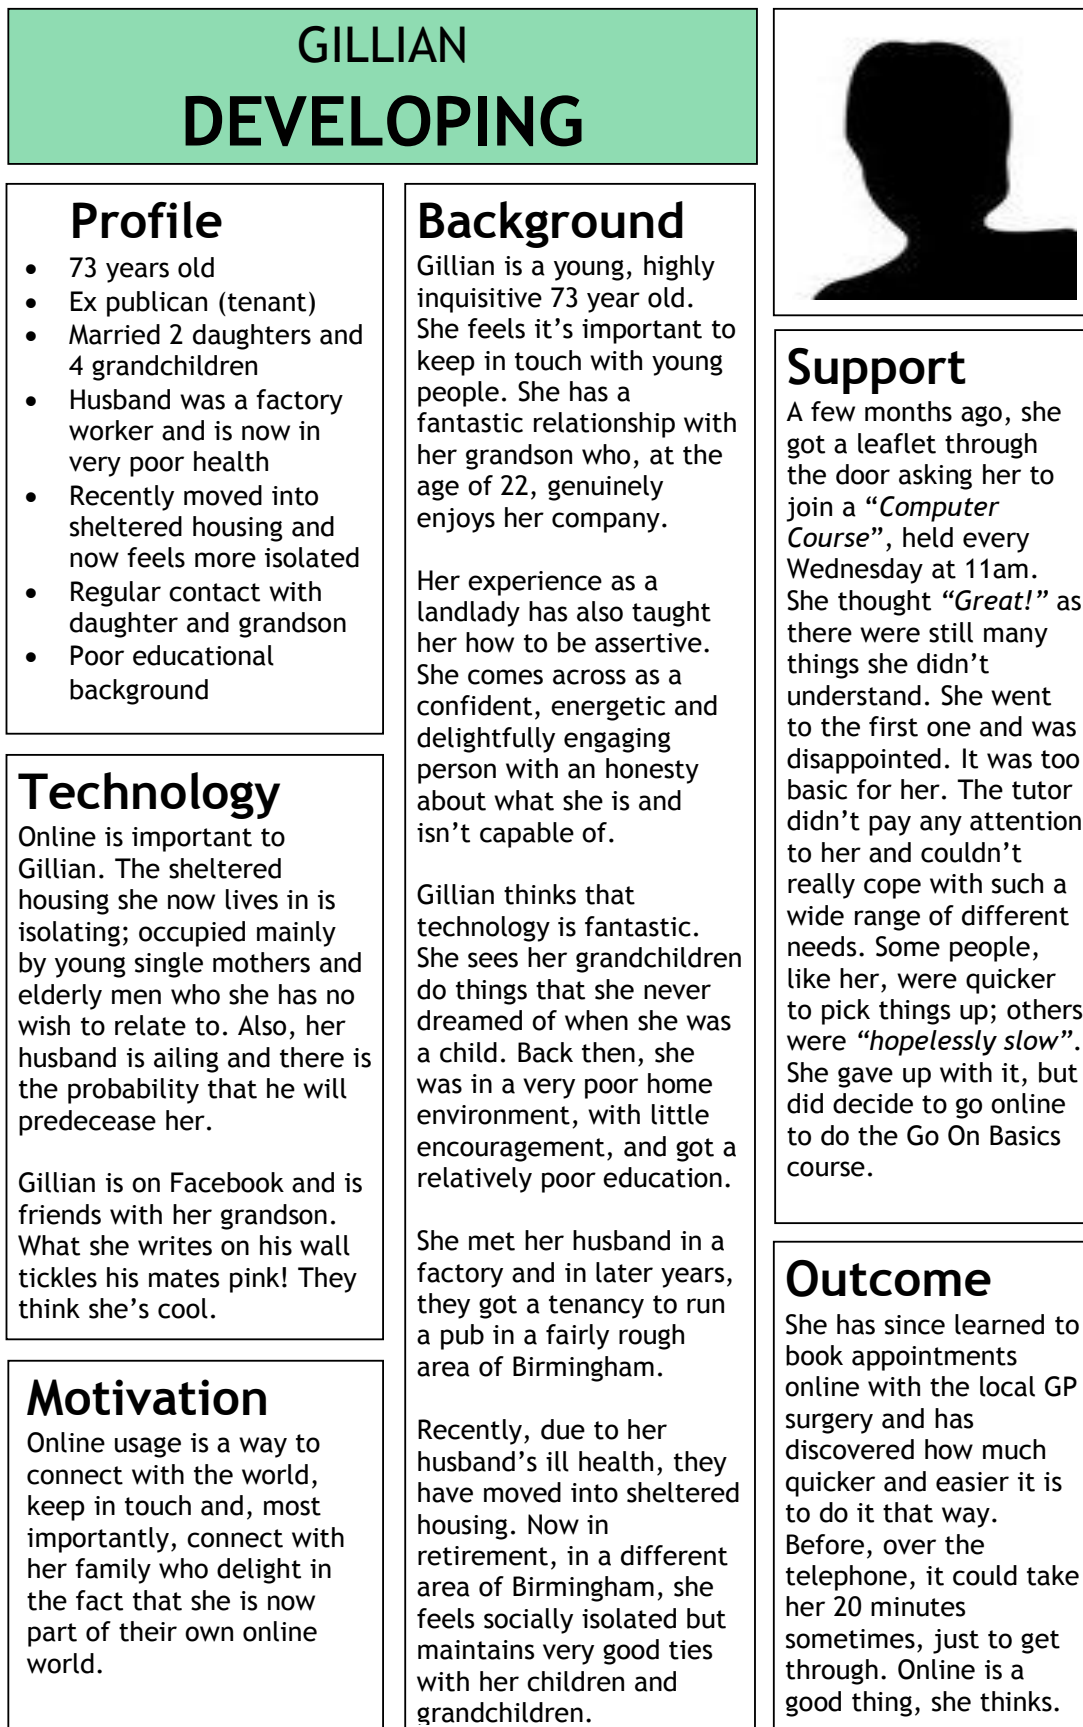 GILLIAN
DEVELOPING
Profile
• 73 years old
• Ex publican (tenant)
• Married 2 daughters and
4 grandchildren
• Husband was a factory
worker and is now in
very poor health
• Recently moved into
sheltered housing and
now feels more isolated
• Regular contact with
daughter and grandson
• Poor educational
background
Technology
Online is important to
Gillian. The sheltered
housing she now lives in is
isolating; occupied mainly
by young single mothers and
elderly men who she has no
wish to relate to. Also, her
husband is ailing and there is
the probability that he will
predecease her.
Gillian is on Facebook and is
friends with her grandson.
What she writes on his wall
tickles his mates pink! They
think she’s cool.
Motivation
Online usage is a way to
connect with the world,
keep in touch and, most
importantly, connect with
her family who delight in
the fact that she is now
part of their own online
world.
Background
Gillian is a young, highly
inquisitive 73 year old.
She feels it’s important to
keep in touch with young
people. She has a
fantastic relationship with
her grandson who, at the
age of 22, genuinely
enjoys her company.
Her experience as a
landlady has also taught
her how to be assertive.
She comes across as a
confident, energetic and
delightfully engaging
person with an honesty
about what she is and
isn’t capable of.
Gillian thinks that
technology is fantastic.
She sees her grandchildren
do things that she never
dreamed of when she was
a child. Back then, she
was in a very poor home
environment, with little
encouragement, and got a
relatively poor education.
She met her husband in a
factory and in later years,
they got a tenancy to run
a pub in a fairly rough
area of Birmingham.
Recently, due to her
husband’s ill health, they
have moved into sheltered
housing. Now in
retirement, in a different
area of Birmingham, she
feels socially isolated but
maintains very good ties
with her children and
grandchildren.
Support
A few months ago, she
got a leaflet through
the door asking her to
join a “Computer
Course”, held every
Wednesday at 11am.
She thought “Great!” as
there were still many
things she didn’t
understand. She went
to the first one and was
disappointed. It was too
basic for her. The tutor
didn’t pay any attention
to her and couldn’t
really cope with such a
wide range of different
needs. Some people,
like her, were quicker
to pick things up; others
were “hopelessly slow”.
She gave up with it, but
did decide to go online
to do the Go On Basics
course.
Outcome
She has since learned to
book appointments
online with the local GP
surgery and has
discovered how much
quicker and easier it is
to do it that way.
Before, over the
telephone, it could take
her 20 minutes
sometimes, just to get
through. Online is a
good thing, she thinks.